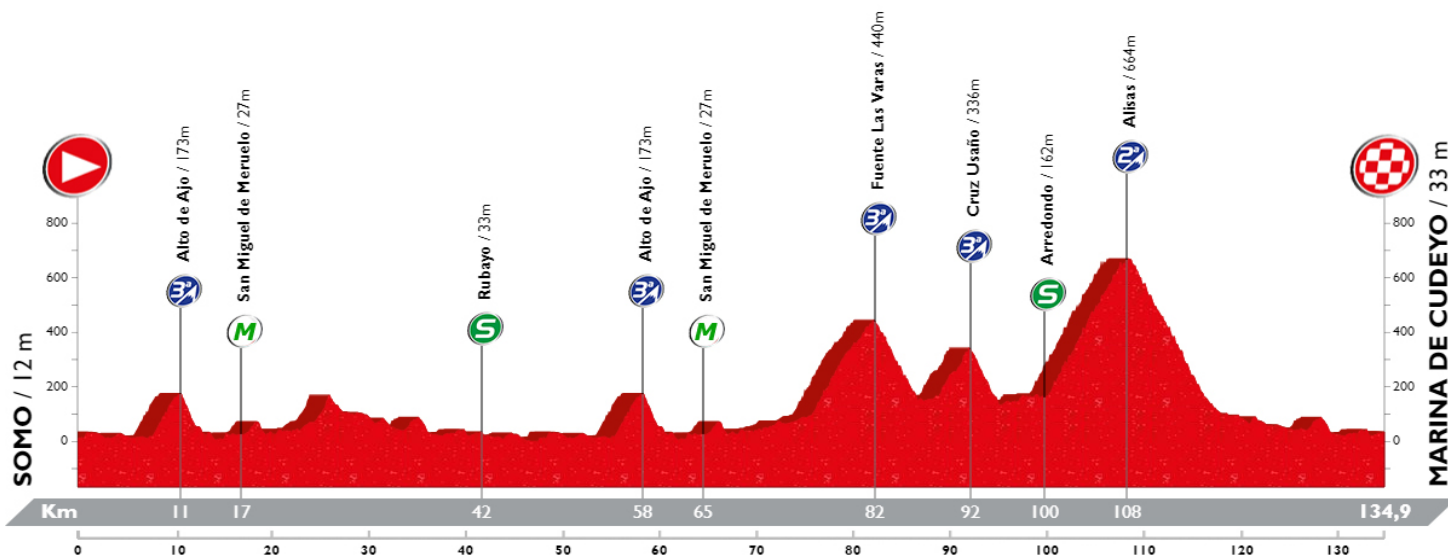 SOMO / 12 m
Alto de Ajo / 173m
3ª
San Miguel de Meruelo / 27m
M
Rubayo / 33m
S
Alto de Ajo / 173m
3ª
San Miguel de Meruelo / 27m
M
Fuente Las Varas / 440m
3ª
Cruz Usaño / 336m
3ª
Arredondo / 162m
S
Alisas / 664m
2ª
MARINA DE CUDEYO / 33 m
800
600
400
200
0
800
600
400
200
0
Km 11 17 42 58 65 82 92 100 108 134,9
0 10 20 30 40 50 60 70 80 90 100 110 120 130